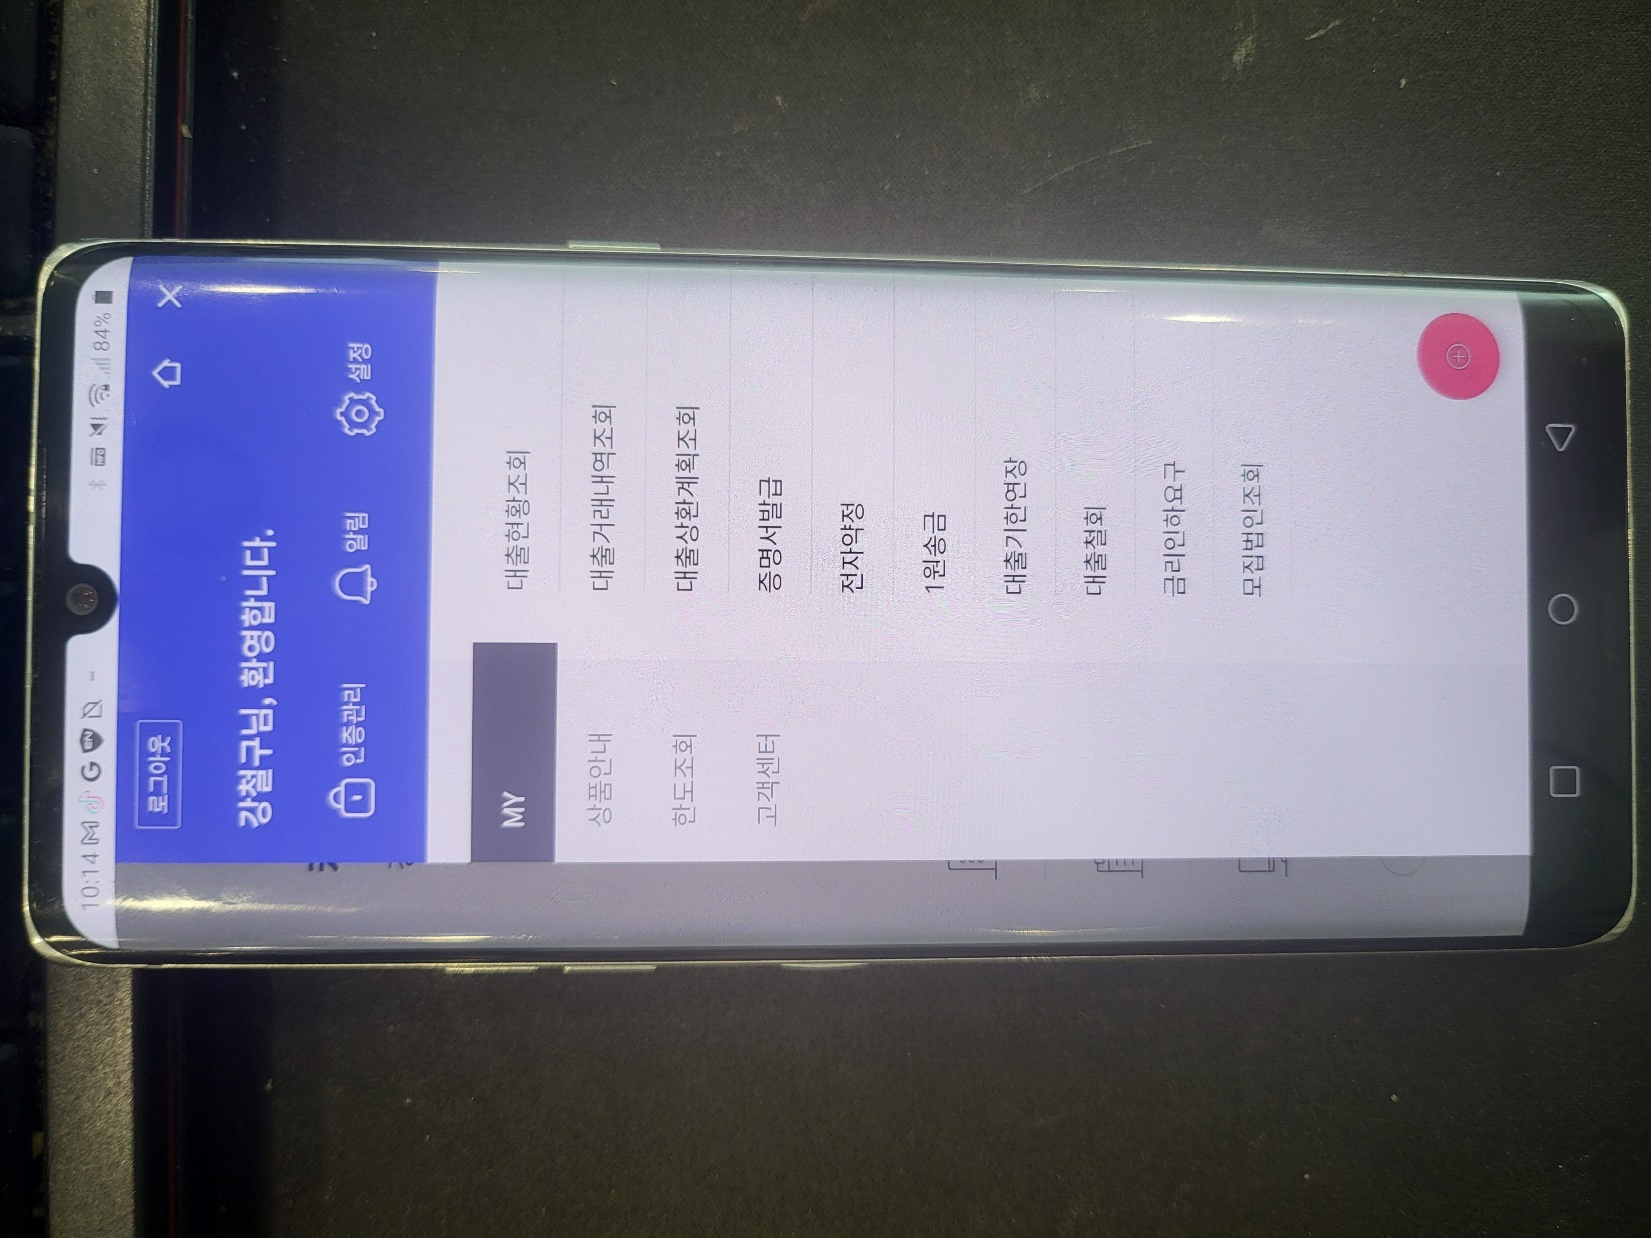 10:14 M G EN 84%
로그아웃
강철구님, 환영합니다.
인증관리 알림 설정
MY
상품안내
한도조회
고객센터
대출현황조회
대출거래내역조회
대출상환계획조회
증명서발급
전자약정
1원송금
대출기한연장
대출철회
금리인하요구
모집법인조회